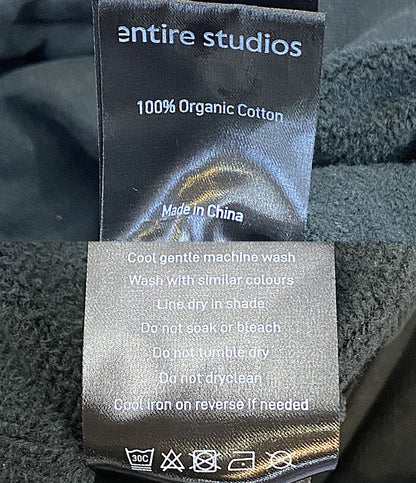 entire studios
100% Organic Cotton
Made in China
Cool gentle machine wash
Wash with similar colours
Line dry in shade
Do not soak or bleach
Do not tumble dry
Do not dryclean
Cool iron on reverse if needed
30C